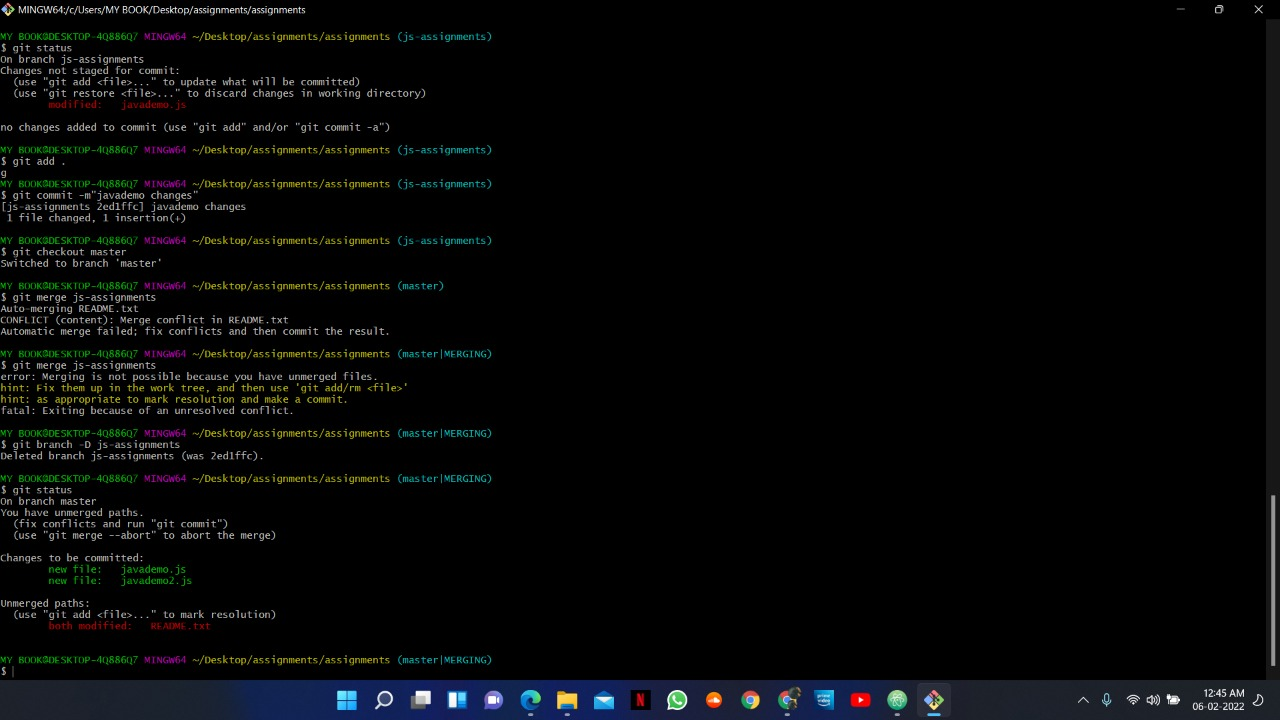 MINGW64:/c/Users/MY BOOK/Desktop/assignments/assignments
MY BOOK@DESKTOP-4Q886Q7 MINGW64 ~/Desktop/assignments/assignments (js-assignments)
$ git status
On branch js-assignments
Changes not staged for commit:
  (use "git add <file>..." to update what will be committed)
  (use "git restore <file>..." to discard changes in working directory)
        modified:   javademo.js
no changes added to commit (use "git add" and/or "git commit -a")
MY BOOK@DESKTOP-4Q886Q7 MINGW64 ~/Desktop/assignments/assignments (js-assignments)
$ git add .
g
MY BOOK@DESKTOP-4Q886Q7 MINGW64 ~/Desktop/assignments/assignments (js-assignments)
$ git commit -m"javademo changes"
[js-assignments 2ed1ffc] javademo changes
 1 file changed, 1 insertion(+)
MY BOOK@DESKTOP-4Q886Q7 MINGW64 ~/Desktop/assignments/assignments (js-assignments)
$ git checkout master
Switched to branch 'master'
MY BOOK@DESKTOP-4Q886Q7 MINGW64 ~/Desktop/assignments/assignments (master)
$ git merge js-assignments
Auto-merging README.txt
CONFLICT (content): Merge conflict in README.txt
Automatic merge failed; fix conflicts and then commit the result.
MY BOOK@DESKTOP-4Q886Q7 MINGW64 ~/Desktop/assignments/assignments (master|MERGING)
$ git merge js-assignments
error: Merging is not possible because you have unmerged files.
hint: Fix them up in the work tree, and then use 'git add/rm <file>'
hint: as appropriate to mark resolution and make a commit.
fatal: Exiting because of an unresolved conflict.
MY BOOK@DESKTOP-4Q886Q7 MINGW64 ~/Desktop/assignments/assignments (master|MERGING)
$ git branch -D js-assignments
Deleted branch js-assignments (was 2ed1ffc).
MY BOOK@DESKTOP-4Q886Q7 MINGW64 ~/Desktop/assignments/assignments (master|MERGING)
$ git status
On branch master
You have unmerged paths.
  (fix conflicts and run "git commit")
  (use "git merge --abort" to abort the merge)
Changes to be committed:
        new file:   javademo.js
        new file:   javademo2.js
Unmerged paths:
  (use "git add <file>..." to mark resolution)
        both modified:   README.txt
MY BOOK@DESKTOP-4Q886Q7 MINGW64 ~/Desktop/assignments/assignments (master|MERGING)
$
12:45 AM
06-02-2022